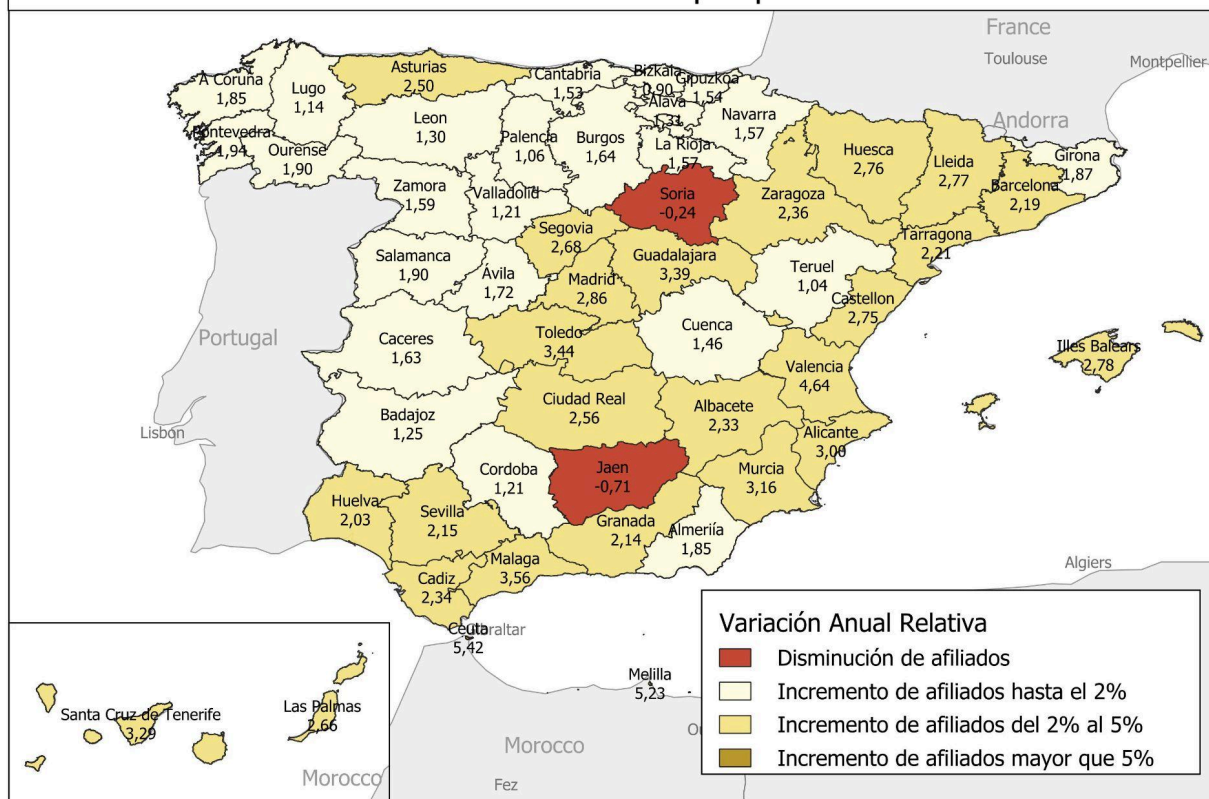 France
Toulouse
Montpellier
Andorra
A Coruña
1,85
Lugo
1,14
Asturias
2,50
Cantabria
1,53
Bizkaia
0,90
Gipuzkoa
1,54
Alava
1,31
Navarra
1,57
Pontevedra
1,94
Ourense
1,90
Leon
1,30
Palencia
1,06
Burgos
1,64
La Rioja
1,57
Huesca
2,76
Lleida
2,77
Girona
1,87
Barcelona
2,19
Zamora
1,59
Valladolid
1,21
Soria
-0,24
Zaragoza
2,36
Tarragona
2,21
Segovia
2,68
Salamanca
1,90
Ávila
1,72
Madrid
2,86
Guadalajara
3,39
Teruel
1,04
Castellon
2,75
Portugal
Caceres
1,63
Toledo
3,44
Cuenca
1,46
Valencia
4,64
Illes Balears
2,78
Lisbon
Badajoz
1,25
Ciudad Real
2,56
Albacete
2,33
Alicante
3,00
Cordoba
1,21
Jaen
-0,71
Murcia
3,16
Huelva
2,03
Sevilla
2,15
Granada
2,14
Almeriía
1,85
Malaga
3,56
Cadiz
2,34
Algiers
Ceuta
5,42
Gibraltar
Melilla
5,23
Santa Cruz de Tenerife
3,29
Las Palmas
2,66
Morocco
Morocco
Fez
Variación Anual Relativa
Disminución de afiliados
Incremento de afiliados hasta el 2%
Incremento de afiliados del 2% al 5%
Incremento de afiliados mayor que 5%